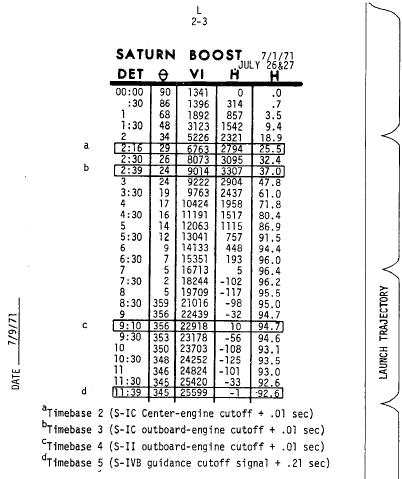 L
2-3
SATURN BOOST 7/1/71
JULY 26&27
DET θ VI Ḣ H
00:00 90 1341 0 .0
:30 86 1396 314 .7
1 68 1892 857 3.5
1:30 48 3123 1542 9.4
2 34 5226 2321 18.9
a 2:16 29 6763 2794 25.5
2:30 26 8073 3095 32.4
b 2:39 24 9014 3307 37.0
3 24 9222 2904 47.8
3:30 19 9763 2437 61.0
4 17 10424 1958 71.8
4:30 16 11191 1517 80.4
5 14 12063 1115 86.9
5:30 12 13041 757 91.5
6 9 14133 448 94.4
6:30 7 15351 193 96.0
7 5 16713 5 96.4
7:30 2 18244 -102 96.2
8 5 19709 -117 95.5
8:30 359 21016 -98 95.0
9 356 22439 -32 94.7
c 9:10 356 22918 10 94.7
9:30 353 23178 -56 94.6
10 350 23703 -108 93.1
10:30 348 24252 -125 93.5
11 346 24824 -101 93.0
11:30 345 25420 -33 92.6
d 11:39 345 25599 -1 92.6
aTimebase 2 (S-IC Center-engine cutoff + .01 sec)
bTimebase 3 (S-IC outboard-engine cutoff + .01 sec)
cTimebase 4 (S-II outboard-engine cutoff + .01 sec)
dTimebase 5 (S-IVB guidance cutoff signal + .21 sec)
DATE 7/9/71
LAUNCH TRAJECTORY